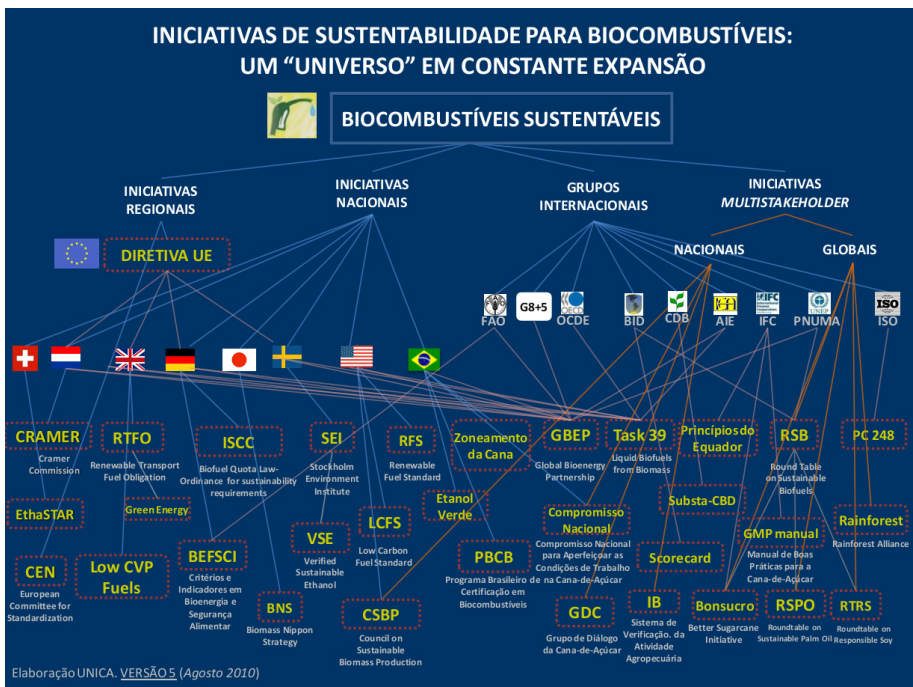 INICIATIVAS DE SUSTENTABILIDADE PARA BIOCOMBUSTÍVEIS:
UM “UNIVERSO” EM CONSTANTE EXPANSÃO
BIOCOMBUSTÍVEIS SUSTENTÁVEIS
INICIATIVAS
REGIONAIS
INICIATIVAS
NACIONAIS
GRUPOS
INTERNACIONAIS
INICIATIVAS
MULTISTAKEHOLDER
DIRETIVA UE
NACIONAIS
GLOBAIS
FAO
G8+5
OECD
OCDE
BID
CDB
AIE
IFC
IFC
UNEP
PNUMA
ISO
ISO
CRAMER
Cramer
Commission
RTFO
Renewable Transport
Fuel Obligation
ISCC
Biofuel Quota Law-
Ordinance for sustainability
requirements
SEI
Stockholm
Environment
Institute
RFS
Renewable
Fuel Standard
Zoneamento
da Cana
GBEP
Global Bioenergy
Partnership
Task 39
Liquid Biofuels
from Biomass
Princípios do
Equador
RSB
Round Table
on Sustainable
Biofuels
PC 248
EthaSTAR
Green Energy
Etanol
Verde
Compromisso
Nacional
Compromisso Nacional
para Aperfeiçoar as
Condições de Trabalho
na Cana-de-Açúcar
Substa-CBD
GMP manual
Manual de Boas
Práticas para a
Cana-de-Açúcar
Rainforest
Rainforest Alliance
CEN
European
Committee for
Standardization
Low CVP
Fuels
BEFSCI
Critérios e
Indicadores em
Bioenergia e
Segurança
Alimentar
VSE
Verified
Sustainable
Ethanol
LCFS
Low Carbon
Fuel Standard
PBCB
Programa Brasileiro de
Certificação em
Biocombustíveis
Scorecard
BNS
Biomass Nippon
Strategy
CSBP
Council on
Sustainable
Biomass Production
GDC
Grupo de Diálogo
da Cana-de-Açúcar
IB
Sistema de
Verificação. da
Atividade
Agropecuária
Bonsucro
Better Sugarcane
Initiative
RSPO
Roundtable on
Sustainable Palm Oil
RTRS
Roundtable on
Responsible Soy
Elaboração UNICA. VERSÃO 5 (Agosto 2010)